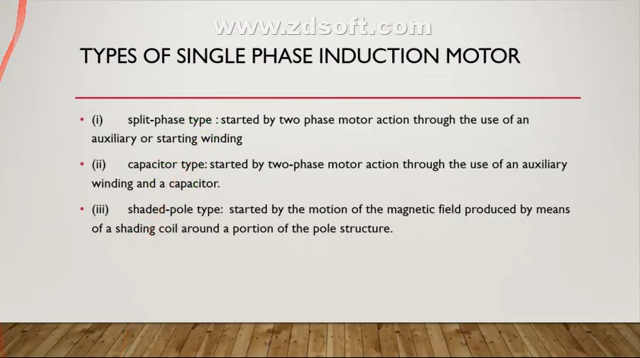 www.zdsoft.com
TYPES OF SINGLE PHASE INDUCTION MOTOR
• (i) split-phase type : started by two phase motor action through the use of an
auxiliary or starting winding
• (ii) capacitor type: started by two-phase motor action through the use of an auxiliary
winding and a capacitor.
• (iii) shaded-pole type: started by the motion of the magnetic field produced by means
of a shading coil around a portion of the pole structure.